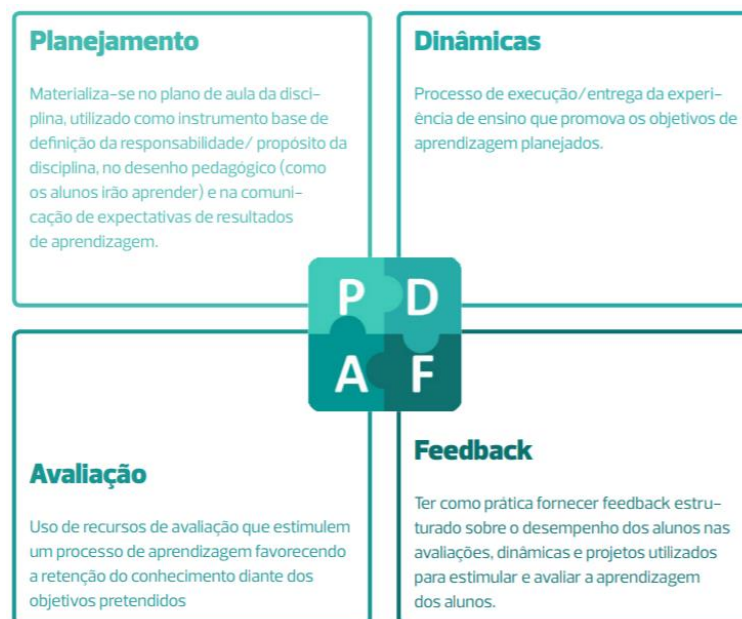 Planejamento
Materializa-se no plano de aula da disci-
plina, utilizado como instrumento base de
definição da responsabilidade/ propósito da
disciplina, no desenho pedagógico (como
os alunos irão aprender) e na comuni-
cação de expectativas de resultados
de aprendizagem.
Dinâmicas
Processo de execução/entrega da experi-
ência de ensino que promova os objetivos de
aprendizagem planejados.
P D
A F
Avaliação
Uso de recursos de avaliação que estimulem
um processo de aprendizagem favorecendo
a retenção do conhecimento diante dos
objetivos pretendidos
Feedback
Ter como prática fornecer feedback estru-
turado sobre o desempenho dos alunos nas
avaliações, dinâmicas e projetos utilizados
para estimular e avaliar a aprendizagem
dos alunos.